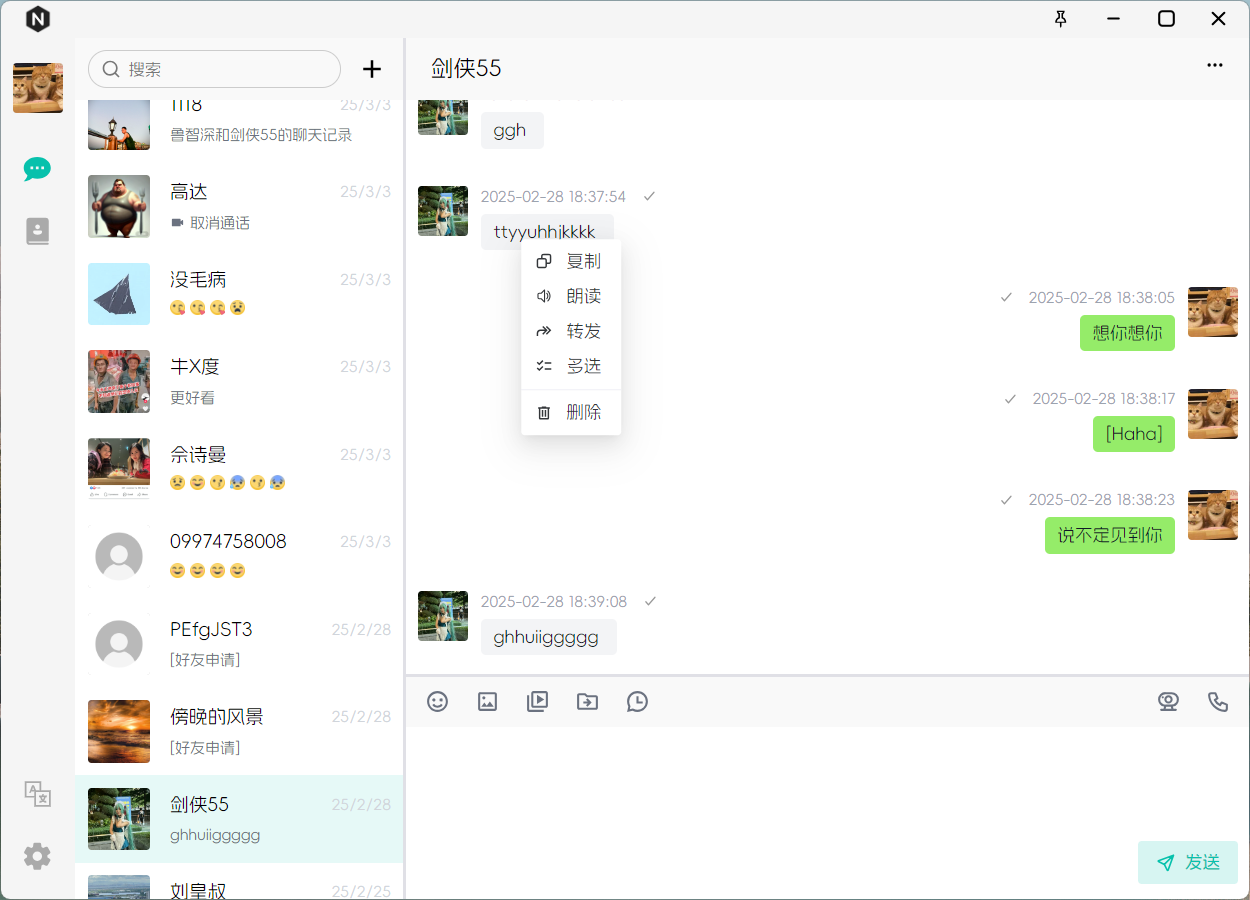 N
搜索
剑侠55
1118
25/3/3
鲁智深和剑侠55的聊天记录
高达
25/3/3
取消通话
没毛病
25/3/3
牛X度
25/3/3
更好看
佘诗曼
25/3/3
09974758008
25/3/3
PEfgJST3
25/2/28
[好友申请]
傍晚的风景
25/2/28
[好友申请]
剑侠55
25/2/28
ghhuiiggggg
刘皇叔
25/2/25
ggh
2025-02-28 18:37:54
ttyyuhhjkkkk
复制
朗读
转发
多选
删除
2025-02-28 18:38:05
想你想你
2025-02-28 18:38:17
[Haha]
2025-02-28 18:38:23
说不定见到你
2025-02-28 18:39:08
ghhuiiggggg
发送